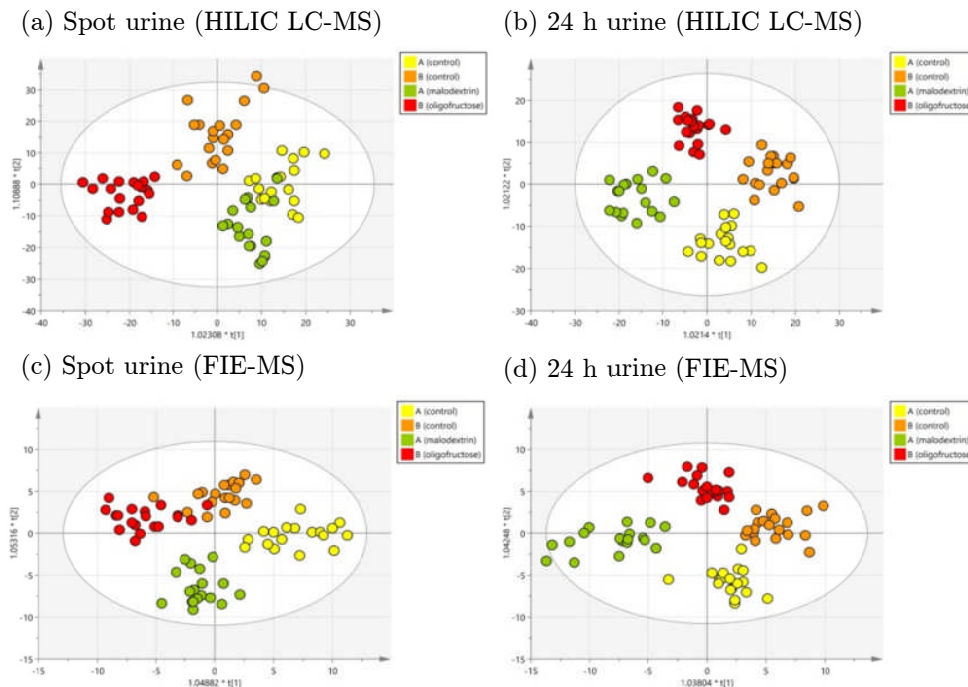 (a) Spot urine (HILIC LC-MS)
A (control)
B (control)
A (malodextrin)
B (oligofructose)
1.10888 * t[2]
30
20
10
0
-10
-20
-30
-40
-40
-30
-20
-10
0
10
20
30
1.02308 * t[1]
(b) 24 h urine (HILIC LC-MS)
A (control)
B (control)
A (malodextrin)
B (oligofructose)
1.02122 * t[2]
20
10
0
-10
-20
-30
-40
-30
-20
-10
0
10
20
30
1.0214 * t[1]
(c) Spot urine (FIE-MS)
A (control)
B (control)
A (malodextrin)
B (oligofructose)
1.05316 * t[2]
10
5
0
-5
-10
-15
-15
-10
-5
0
5
10
1.04882 * t[1]
(d) 24 h urine (FIE-MS)
A (control)
B (control)
A (malodextrin)
B (oligofructose)
1.04248 * t[2]
10
5
0
-5
-10
-15
-15
-10
-5
0
5
10
1.03804 * t[1]